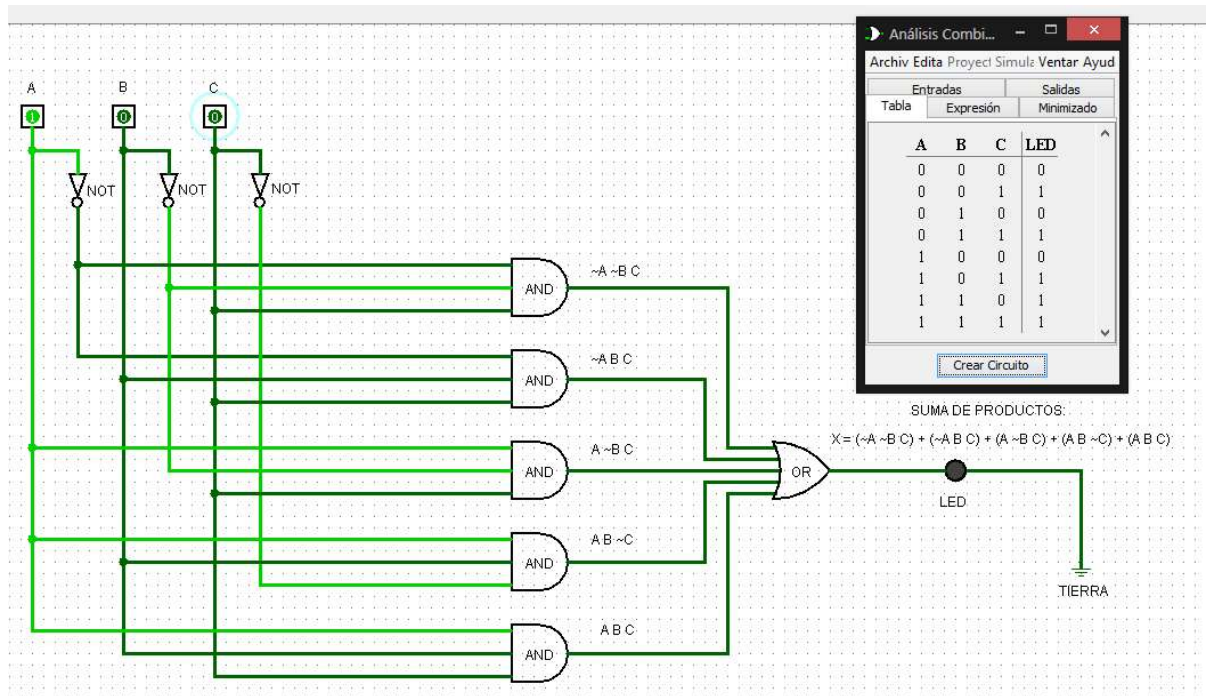 A B C
1 0 0
NOT NOT NOT
AND ~A ~B C
AND ~A B C
AND A ~B C
AND A B ~C
AND A B C
OR
Análisis Combi...
Archiv Edita Proyect Simula Ventar Ayud
Entradas Salidas
Tabla Expresión Minimizado
A B C LED
0 0 0 0
0 0 1 1
0 1 0 0
0 1 1 1
1 0 0 0
1 0 1 1
1 1 0 1
1 1 1 1
Crear Circuito
SUMA DE PRODUCTOS:
X = (~A ~B C) + (~A B C) + (A ~B C) + (A B ~C) + (A B C)
LED
TIERRA